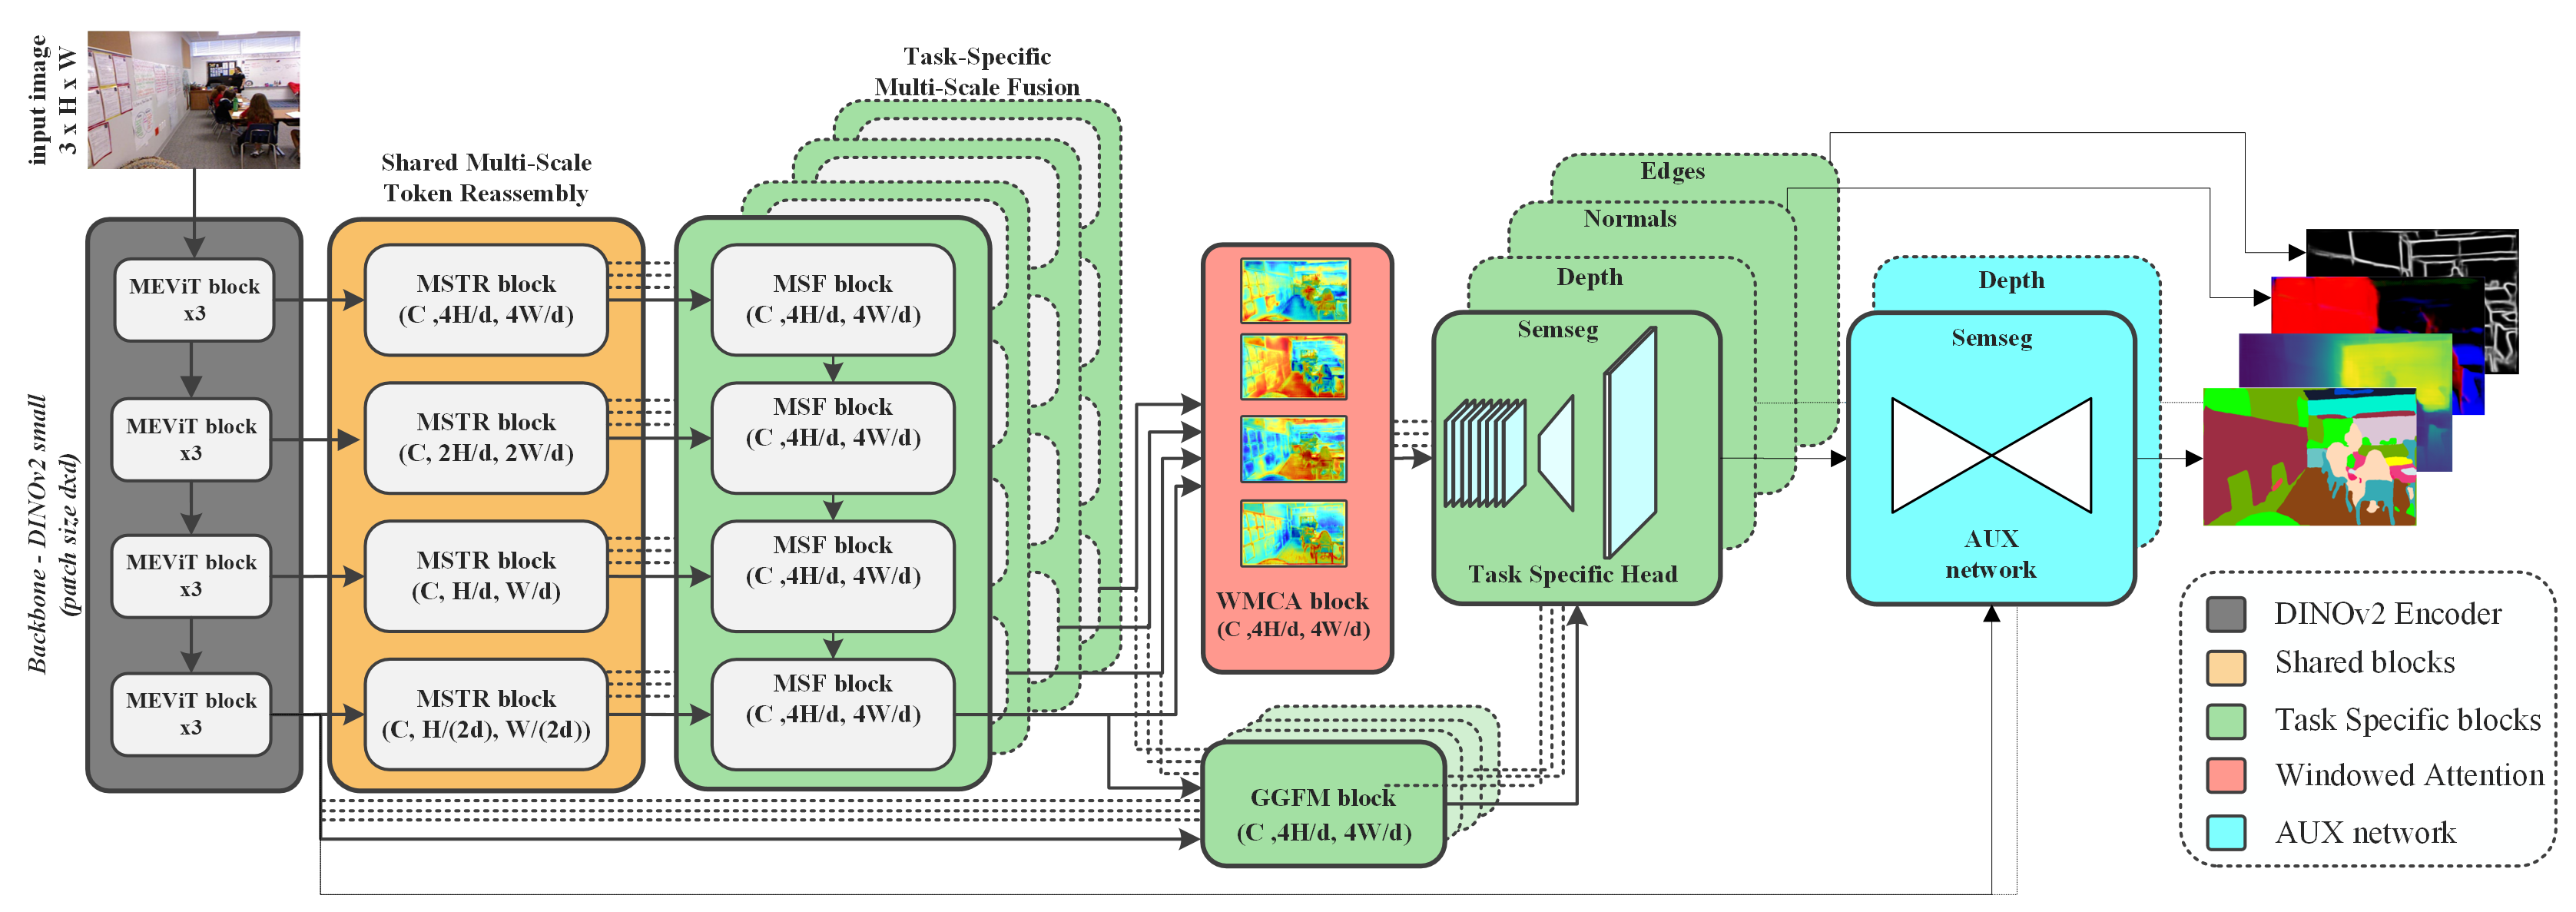 input image
3 x H x W
Backbone - DINOv2 small
(patch size dxd)
MEViT block
x3
MEViT block
x3
MEViT block
x3
MEViT block
x3
Shared Multi-Scale
Token Reassembly
MSTR block
(C ,4H/d, 4W/d)
MSTR block
(C, 2H/d, 2W/d)
MSTR block
(C, H/d, W/d)
MSTR block
(C, H/(2d), W/(2d))
Task-Specific
Multi-Scale Fusion
MSF block
(C ,4H/d, 4W/d)
MSF block
(C ,4H/d, 4W/d)
MSF block
(C ,4H/d, 4W/d)
MSF block
(C ,4H/d, 4W/d)
WMCA block
(C ,4H/d, 4W/d)
GGFM block
(C ,4H/d, 4W/d)
Edges
Normals
Depth
Semseg
Task Specific Head
Depth
Semseg
AUX
network
DINOv2 Encoder
Shared blocks
Task Specific blocks
Windowed Attention
AUX network